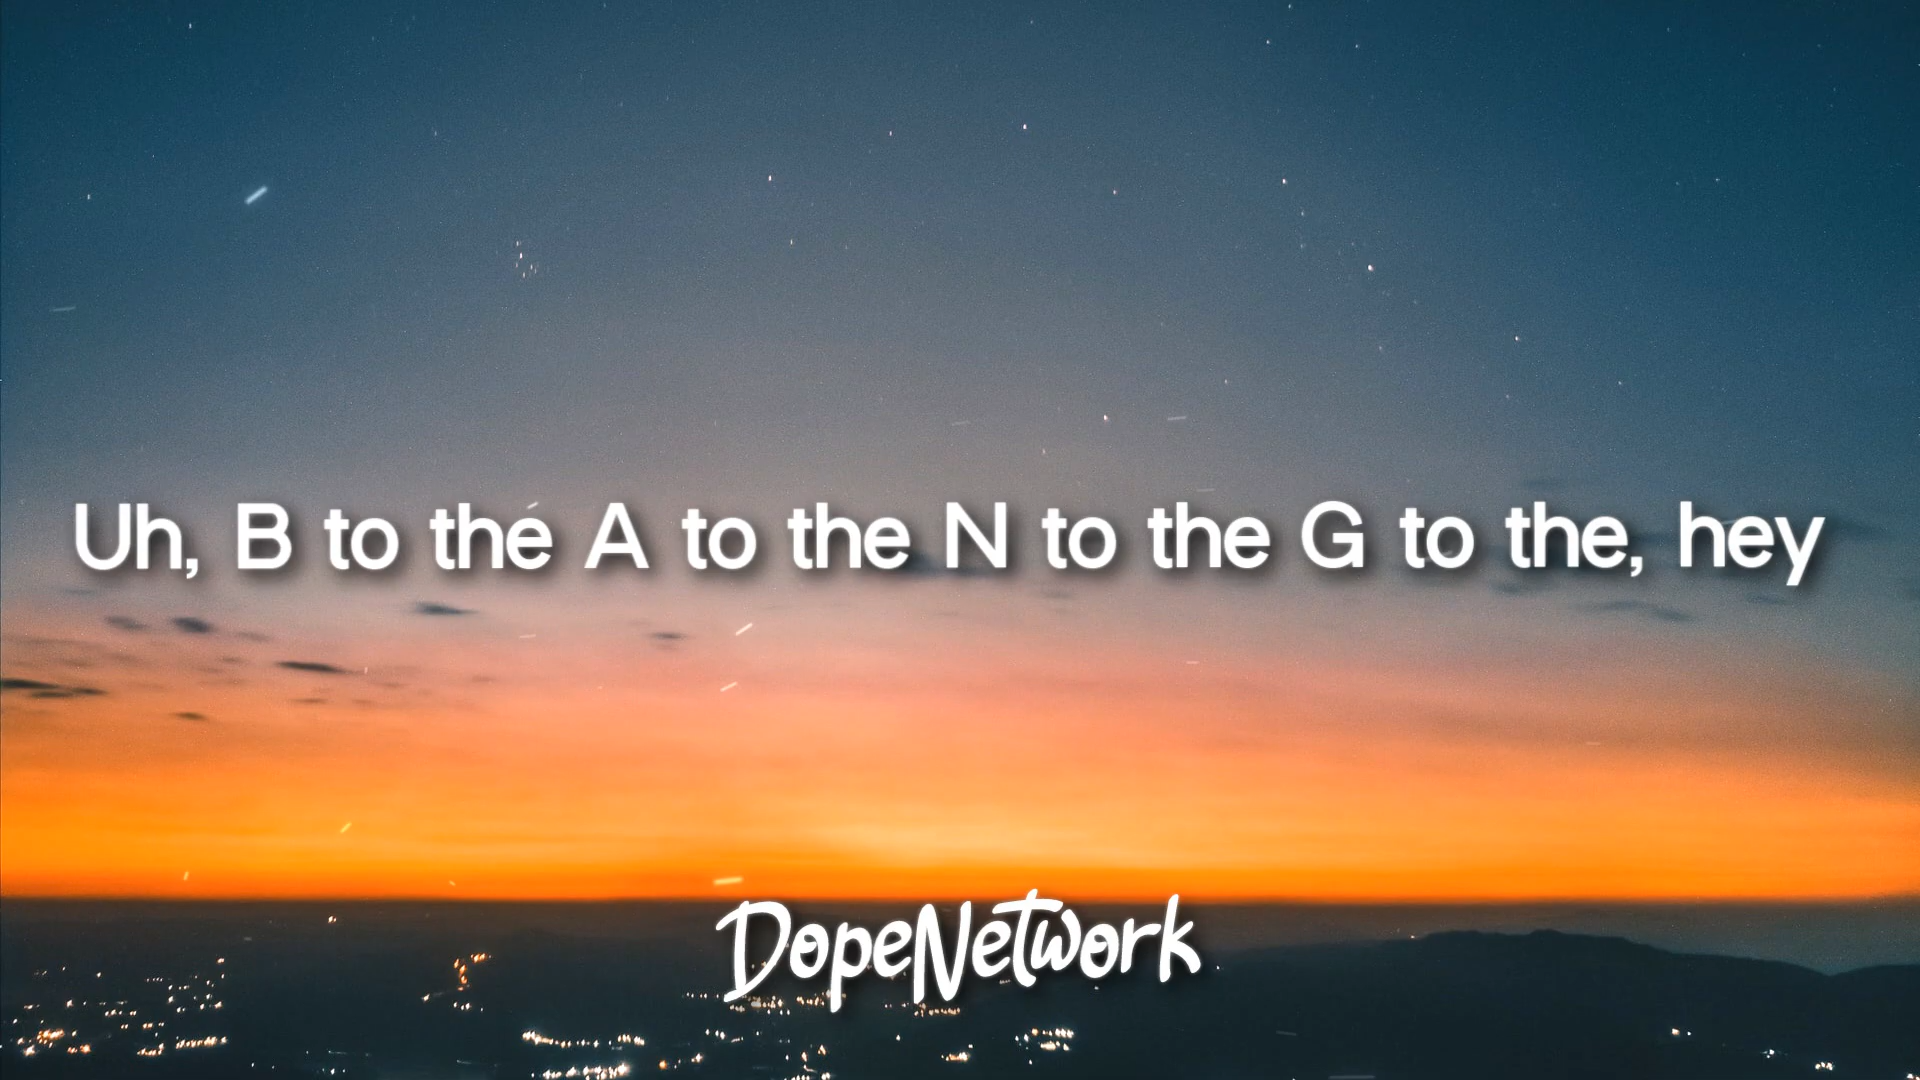 Uh, B to the A to the N to the G to the, hey
DopeNetwork